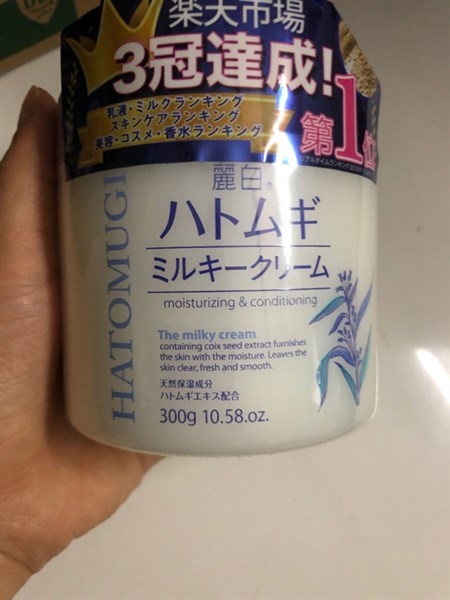 楽天市場
3冠達成!
乳液・ミルクランキング
スキンケアランキング
美容・コスメ・香水ランキング
第1位
麗白®
ハトムギ
ミルキークリーム
moisturizing & conditioning
HATOMUGI
The milky cream
containing coix seed extract furnishes
the skin with the moisture. Leaves the
skin clear, fresh and smooth.
天然保湿成分
ハトムギエキス配合
300g 10.58.oz.